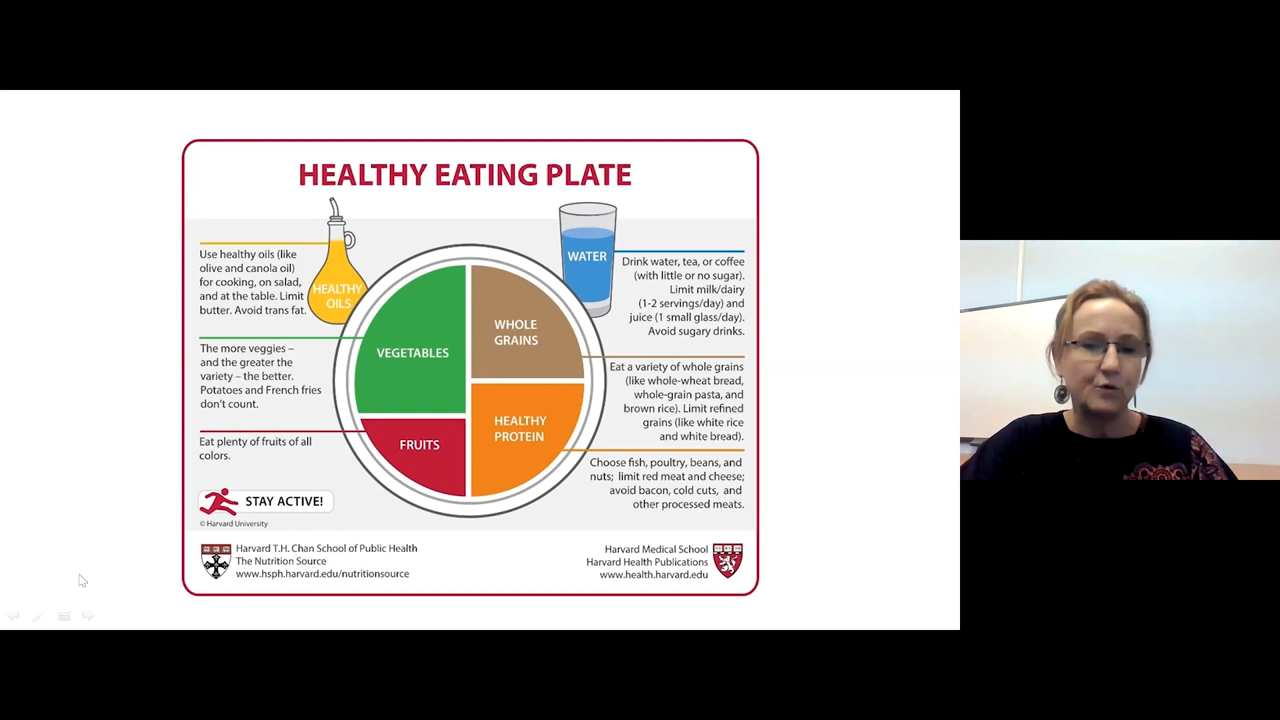 HEALTHY EATING PLATE
Use healthy oils (like
olive and canola oil)
for cooking, on salad,
and at the table. Limit
butter. Avoid trans fat.
HEALTHY
OILS
The more veggies –
and the greater the
variety – the better.
Potatoes and French fries
don't count.
Eat plenty of fruits of all
colors.
STAY ACTIVE!
© Harvard University
VEGETABLES
FRUITS
WHOLE
GRAINS
HEALTHY
PROTEIN
WATER
Drink water, tea, or coffee
(with little or no sugar).
Limit milk/dairy
(1-2 servings/day) and
juice (1 small glass/day).
Avoid sugary drinks.
Eat a variety of whole grains
(like whole-wheat bread,
whole-grain pasta, and
brown rice). Limit refined
grains (like white rice
and white bread).
Choose fish, poultry, beans, and
nuts; limit red meat and cheese;
avoid bacon, cold cuts, and
other processed meats.
Harvard T.H. Chan School of Public Health
The Nutrition Source
www.hsph.harvard.edu/nutritionsource
Harvard Medical School
Harvard Health Publications
www.health.harvard.edu